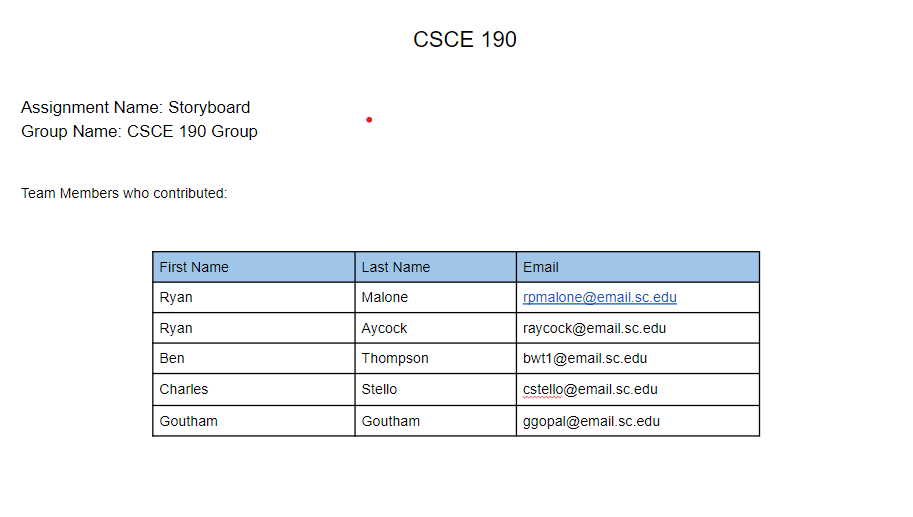 CSCE 190
Assignment Name: Storyboard
Group Name: CSCE 190 Group
Team Members who contributed:
First Name Last Name Email
Ryan Malone rpmalone@email.sc.edu
Ryan Aycock raycock@email.sc.edu
Ben Thompson bwt1@email.sc.edu
Charles Stello cstello@email.sc.edu
Goutham Goutham ggopal@email.sc.edu